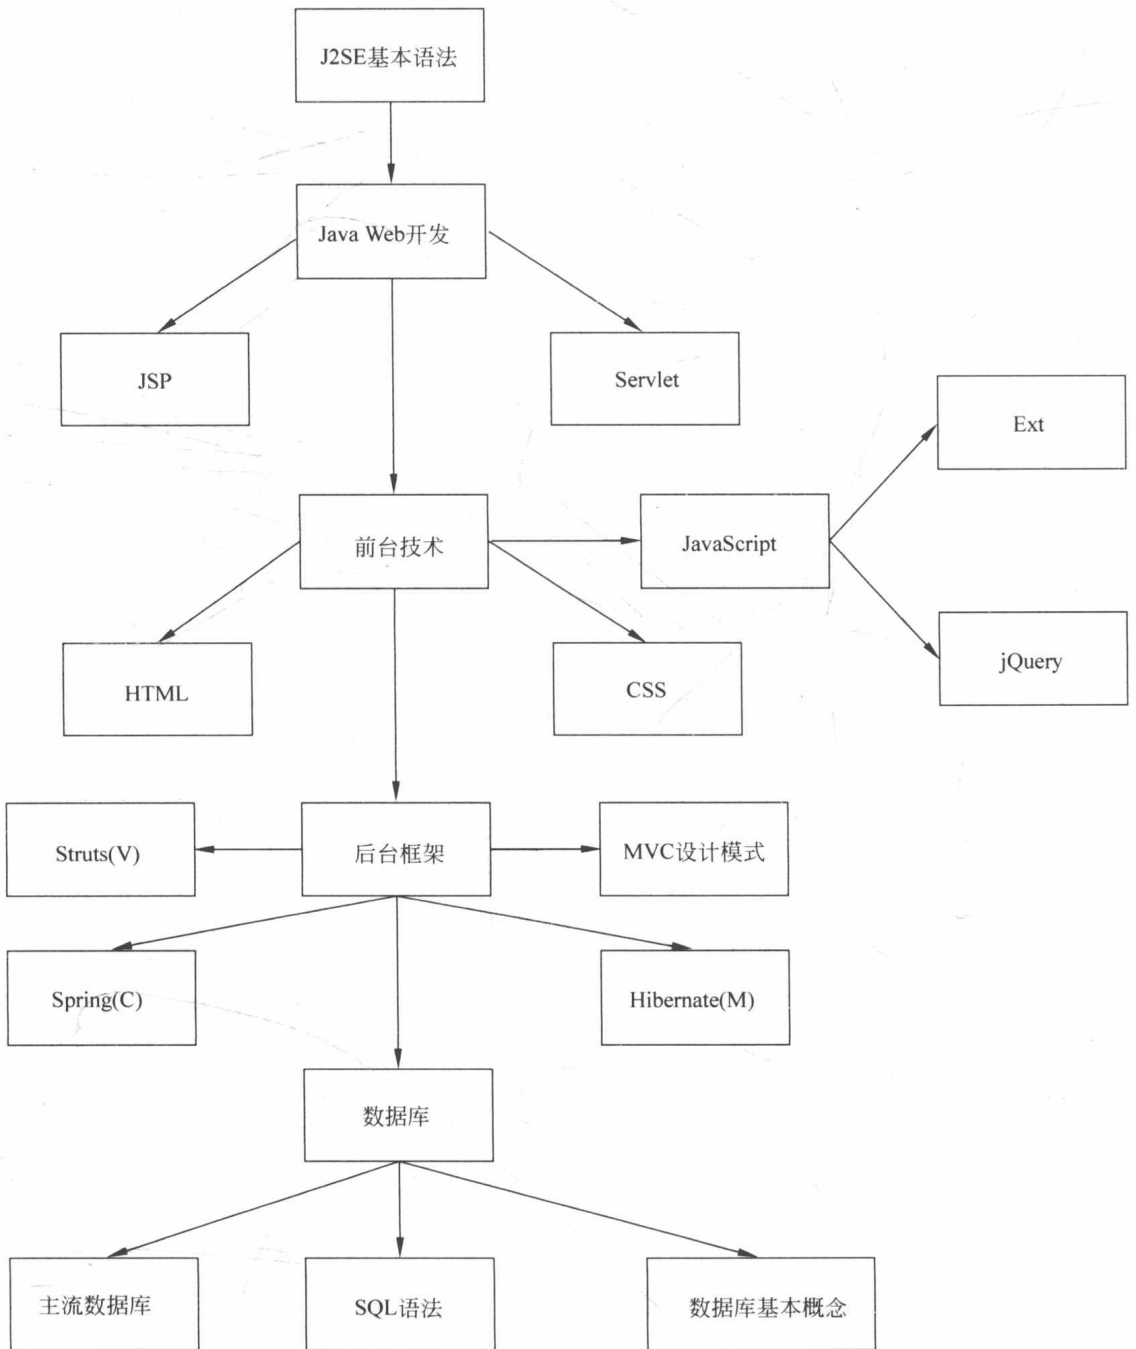 J2SE基本语法
Java Web开发
JSP
Servlet
Ext
前台技术
JavaScript
HTML
CSS
jQuery
Struts(V)
后台框架
MVC设计模式
Spring(C)
Hibernate(M)
数据库
主流数据库
SQL语法
数据库基本概念